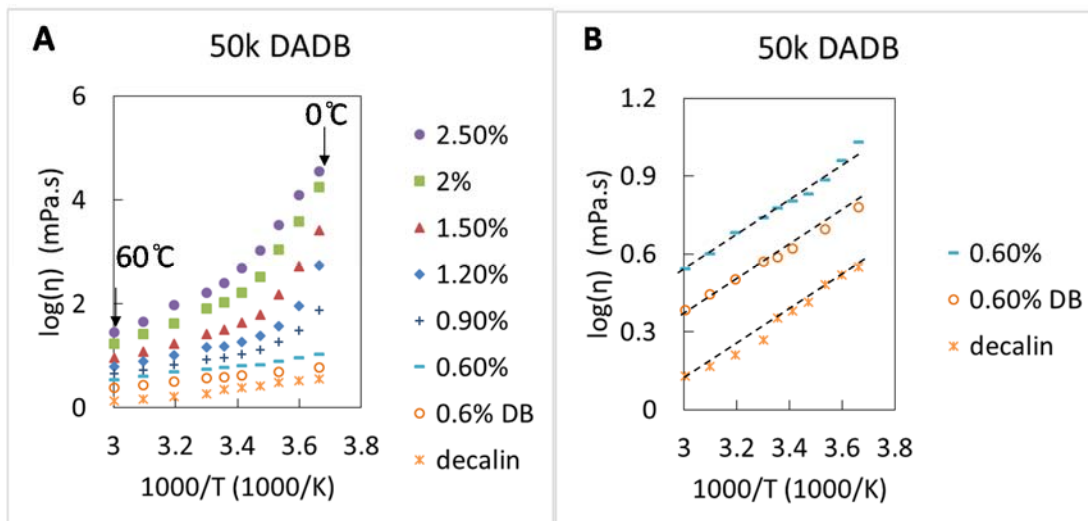 A
50k DADB
6
4
2
0
log(n) (mPa.s)
60℃
0℃
3
3.2
3.4
3.6
3.8
1000/T (1000/K)
2.50%
2%
1.50%
1.20%
0.90%
0.60%
0.6% DB
decalin
B
50k DADB
1.2
0.9
0.6
0.3
0
log(n) (mPa.s)
3
3.2
3.4
3.6
3.8
1000/T (1000/K)
0.60%
0.60% DB
decalin